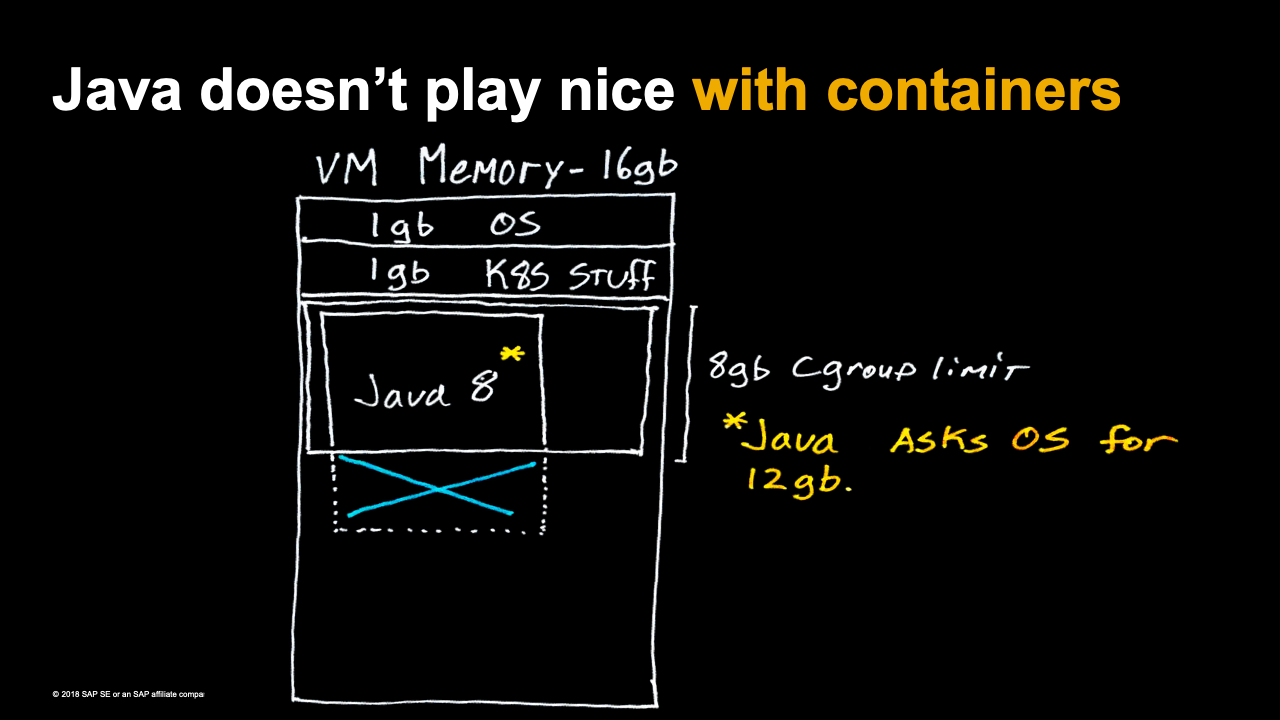 Java doesn’t play nice with containers
VM Memory - 16gb
1gb OS
1gb K8S Stuff
Java 8*
8gb Cgroup limit
*Java Asks OS for
12gb.
© 2018 SAP SE or an SAP affiliate compa